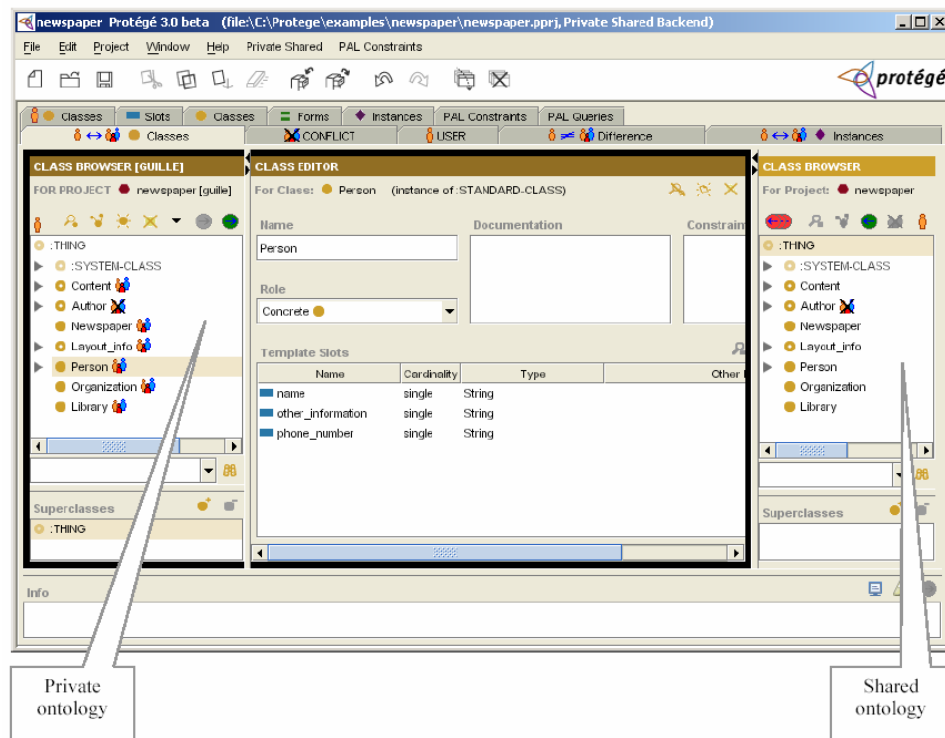 newspaper Protégé 3.0 beta (file:\C:\Protege\examples\newspaper\newspaper.pprj, Private Shared Backend)
File Edit Project Window Help Private Shared PAL Constraints
protégé
Classes Slots Classes Forms Instances PAL Constraints PAL Queries
Classes CONFLICT USER Difference Instances
CLASS BROWSER [GUILLE] CLASS EDITOR CLASS BROWSER
FOR PROJECT newspaper [guille] For Class: Person (instance of :STANDARD-CLASS) For Project: newspaper
Name Documentation Constrain
:THING Person :THING
:SYSTEM-CLASS :SYSTEM-CLASS
Content Role Content
Author Concrete Author
Newspaper Newspaper
Layout_info Template Slots Layout_info
Person Name Cardinality Type Other Person
Organization name single String Organization
Library other_information single String Library
phone_number single String
Superclasses Superclasses
:THING
Info
Private
ontology
Shared
ontology